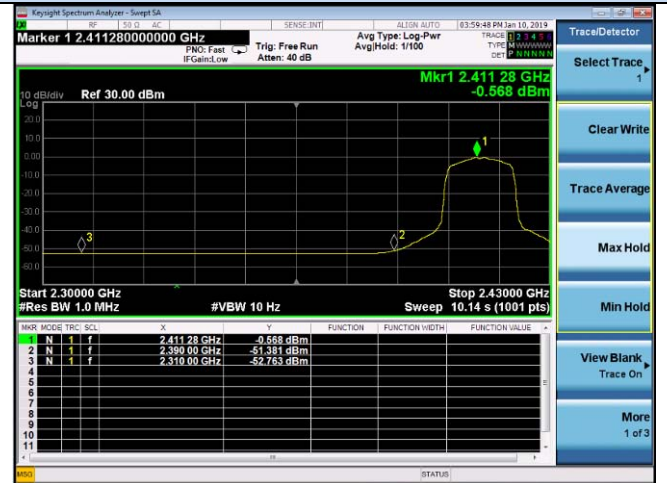 Keysight Spectrum Analyzer - Swept SA
RF 50 Ω AC SENSE:INT ALIGN AUTO 03:59:48 PM Jan 10, 2019
Marker 1 2.411280000000 GHz
PNO: Fast
IFGain:Low
Trig: Free Run
Atten: 40 dB
Avg Type: Log-Pwr
Avg|Hold: 1/100
TRACE 1 2 3 4 5 6
TYPE M W W W W W
DET P N N N N N
Mkr1 2.411 28 GHz
-0.568 dBm
10 dB/div Ref 30.00 dBm
Log
20.0
10.0
0.00
-10.0
-20.0
-30.0
-40.0
-50.0
-60.0
1
2
3
Start 2.30000 GHz Stop 2.43000 GHz
#Res BW 1.0 MHz #VBW 10 Hz Sweep 10.14 s (1001 pts)
MKR MODE TRC SCL X Y FUNCTION FUNCTION WIDTH FUNCTION VALUE
1 N 1 f 2.411 28 GHz -0.568 dBm
2 N 1 f 2.390 00 GHz -51.381 dBm
3 N 1 f 2.310 00 GHz -52.763 dBm
4
5
6
7
8
9
10
11
MSG STATUS
Trace/Detector
Select Trace
1
Clear Write
Trace Average
Max Hold
Min Hold
View Blank
Trace On
More
1 of 3